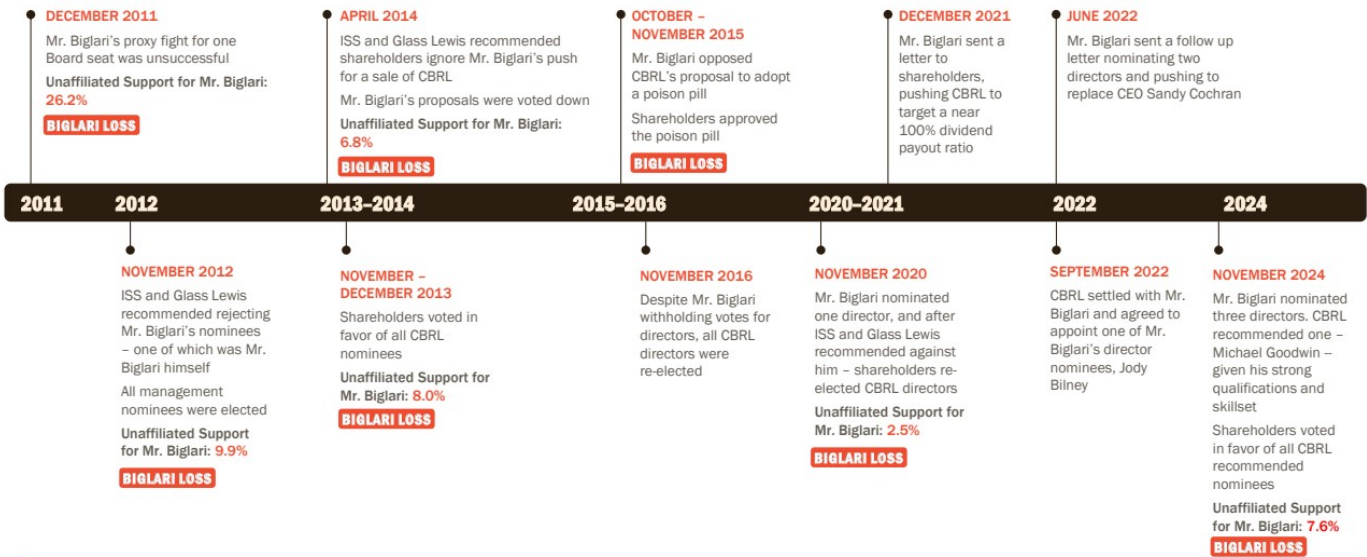 DECEMBER 2011
Mr. Biglari's proxy fight for one
Board seat was unsuccessful
Unaffiliated Support for Mr. Biglari:
26.2%
BIGLARI LOSS
APRIL 2014
ISS and Glass Lewis recommended
shareholders ignore Mr. Biglari's push
for a sale of CBRL
Mr. Biglari's proposals were voted down
Unaffiliated Support for Mr. Biglari:
6.8%
BIGLARI LOSS
OCTOBER –
NOVEMBER 2015
Mr. Biglari opposed
CBRL's proposal to adopt
a poison pill
Shareholders approved
the poison pill
BIGLARI LOSS
DECEMBER 2021
Mr. Biglari sent a
letter to
shareholders,
pushing CBRL to
target a near
100% dividend
payout ratio
JUNE 2022
Mr. Biglari sent a follow up
letter nominating two
directors and pushing to
replace CEO Sandy Cochran
2011 2012 2013–2014 2015–2016 2020–2021 2022 2024
NOVEMBER 2012
ISS and Glass Lewis
recommended rejecting
Mr. Biglari's nominees
– one of which was Mr.
Biglari himself
All management
nominees were elected
Unaffiliated Support
for Mr. Biglari: 9.9%
BIGLARI LOSS
NOVEMBER –
DECEMBER 2013
Shareholders voted in
favor of all CBRL
nominees
Unaffiliated Support for
Mr. Biglari: 8.0%
BIGLARI LOSS
NOVEMBER 2016
Despite Mr. Biglari
withholding votes for
directors, all CBRL
directors were
re-elected
NOVEMBER 2020
Mr. Biglari nominated
one director, and after
ISS and Glass Lewis
recommended against
him – shareholders re-
elected CBRL directors
Unaffiliated Support for
Mr. Biglari: 2.5%
BIGLARI LOSS
SEPTEMBER 2022
CBRL settled with Mr.
Biglari and agreed to
appoint one of Mr.
Biglari's director
nominees, Jody
Bilney
NOVEMBER 2024
Mr. Biglari nominated
three directors. CBRL
recommended one –
Michael Goodwin –
given his strong
qualifications and
skillset
Shareholders voted
in favor of all CBRL
recommended
nominees
Unaffiliated Support
for Mr. Biglari: 7.6%
BIGLARI LOSS